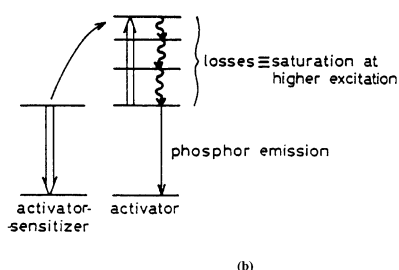 losses ≡ saturation at
higher excitation
phosphor emission
activator-
-sensitizer
activator
(b)